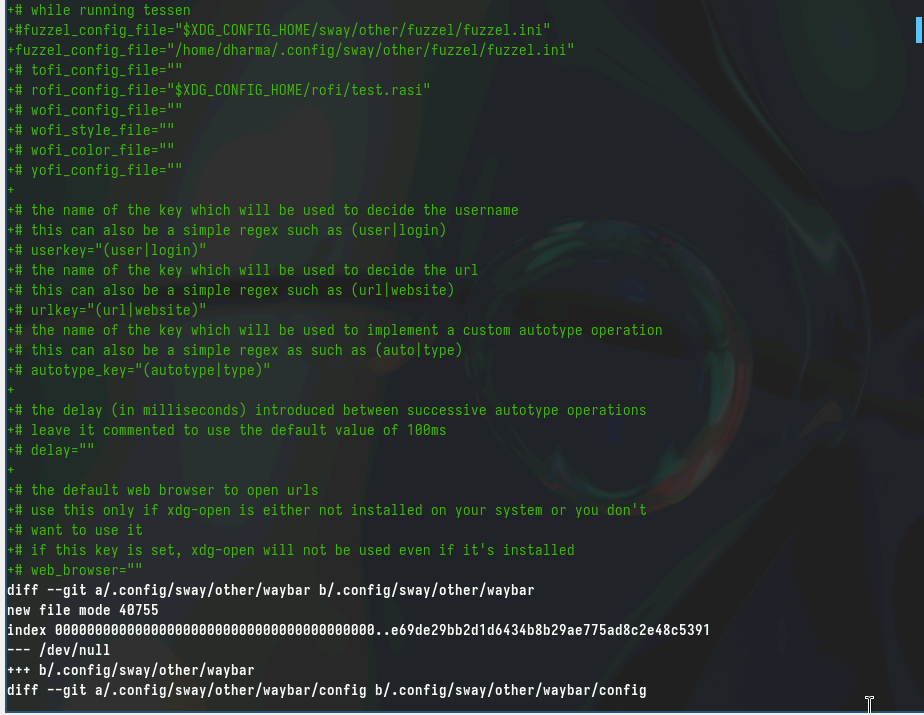 +# while running tessen
+#fuzzel_config_file="$XDG_CONFIG_HOME/sway/other/fuzzel/fuzzel.ini"
+fuzzel_config_file="/home/dharma/.config/sway/other/fuzzel/fuzzel.ini"
+# tofi_config_file=""
+# rofi_config_file="$XDG_CONFIG_HOME/rofi/test.rasi"
+# wofi_config_file=""
+# wofi_style_file=""
+# wofi_color_file=""
+# yofi_config_file=""
+
+# the name of the key which will be used to decide the username
+# this can also be a simple regex such as (user|login)
+# userkey="(user|login)"
+# the name of the key which will be used to decide the url
+# this can also be a simple regex such as (url|website)
+# urlkey="(url|website)"
+# the name of the key which will be used to implement a custom autotype operation
+# this can also be a simple regex as such as (auto|type)
+# autotype_key="(autotype|type)"
+
+# the delay (in milliseconds) introduced between successive autotype operations
+# leave it commented to use the default value of 100ms
+# delay=""
+
+# the default web browser to open urls
+# use this only if xdg-open is either not installed on your system or you don't
+# want to use it
+# if this key is set, xdg-open will not be used even if it's installed
+# web_browser=""
diff --git a/.config/sway/other/waybar b/.config/sway/other/waybar
new file mode 40755
index 0000000000000000000000000000000000000000..e69de29bb2d1d6434b8b29ae775ad8c2e48c5391
--- /dev/null
+++ b/.config/sway/other/waybar
diff --git a/.config/sway/other/waybar/config b/.config/sway/other/waybar/config